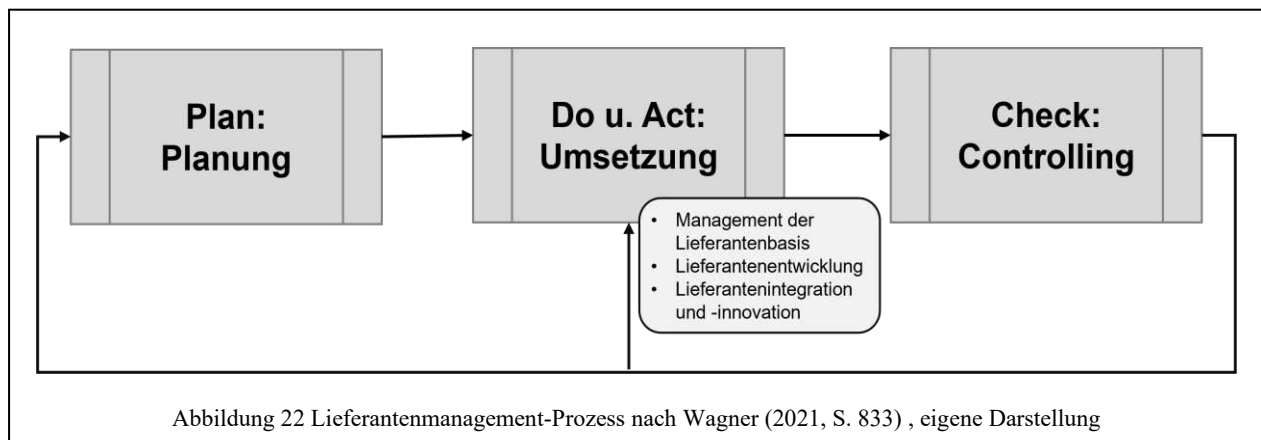 Plan:
Planung
Do u. Act:
Umsetzung
Check:
Controlling
• Management der
Lieferantenbasis
• Lieferantenentwicklung
• Lieferantenintegration
und -innovation
Abbildung 22 Lieferantenmanagement-Prozess nach Wagner (2021, S. 833) , eigene Darstellung